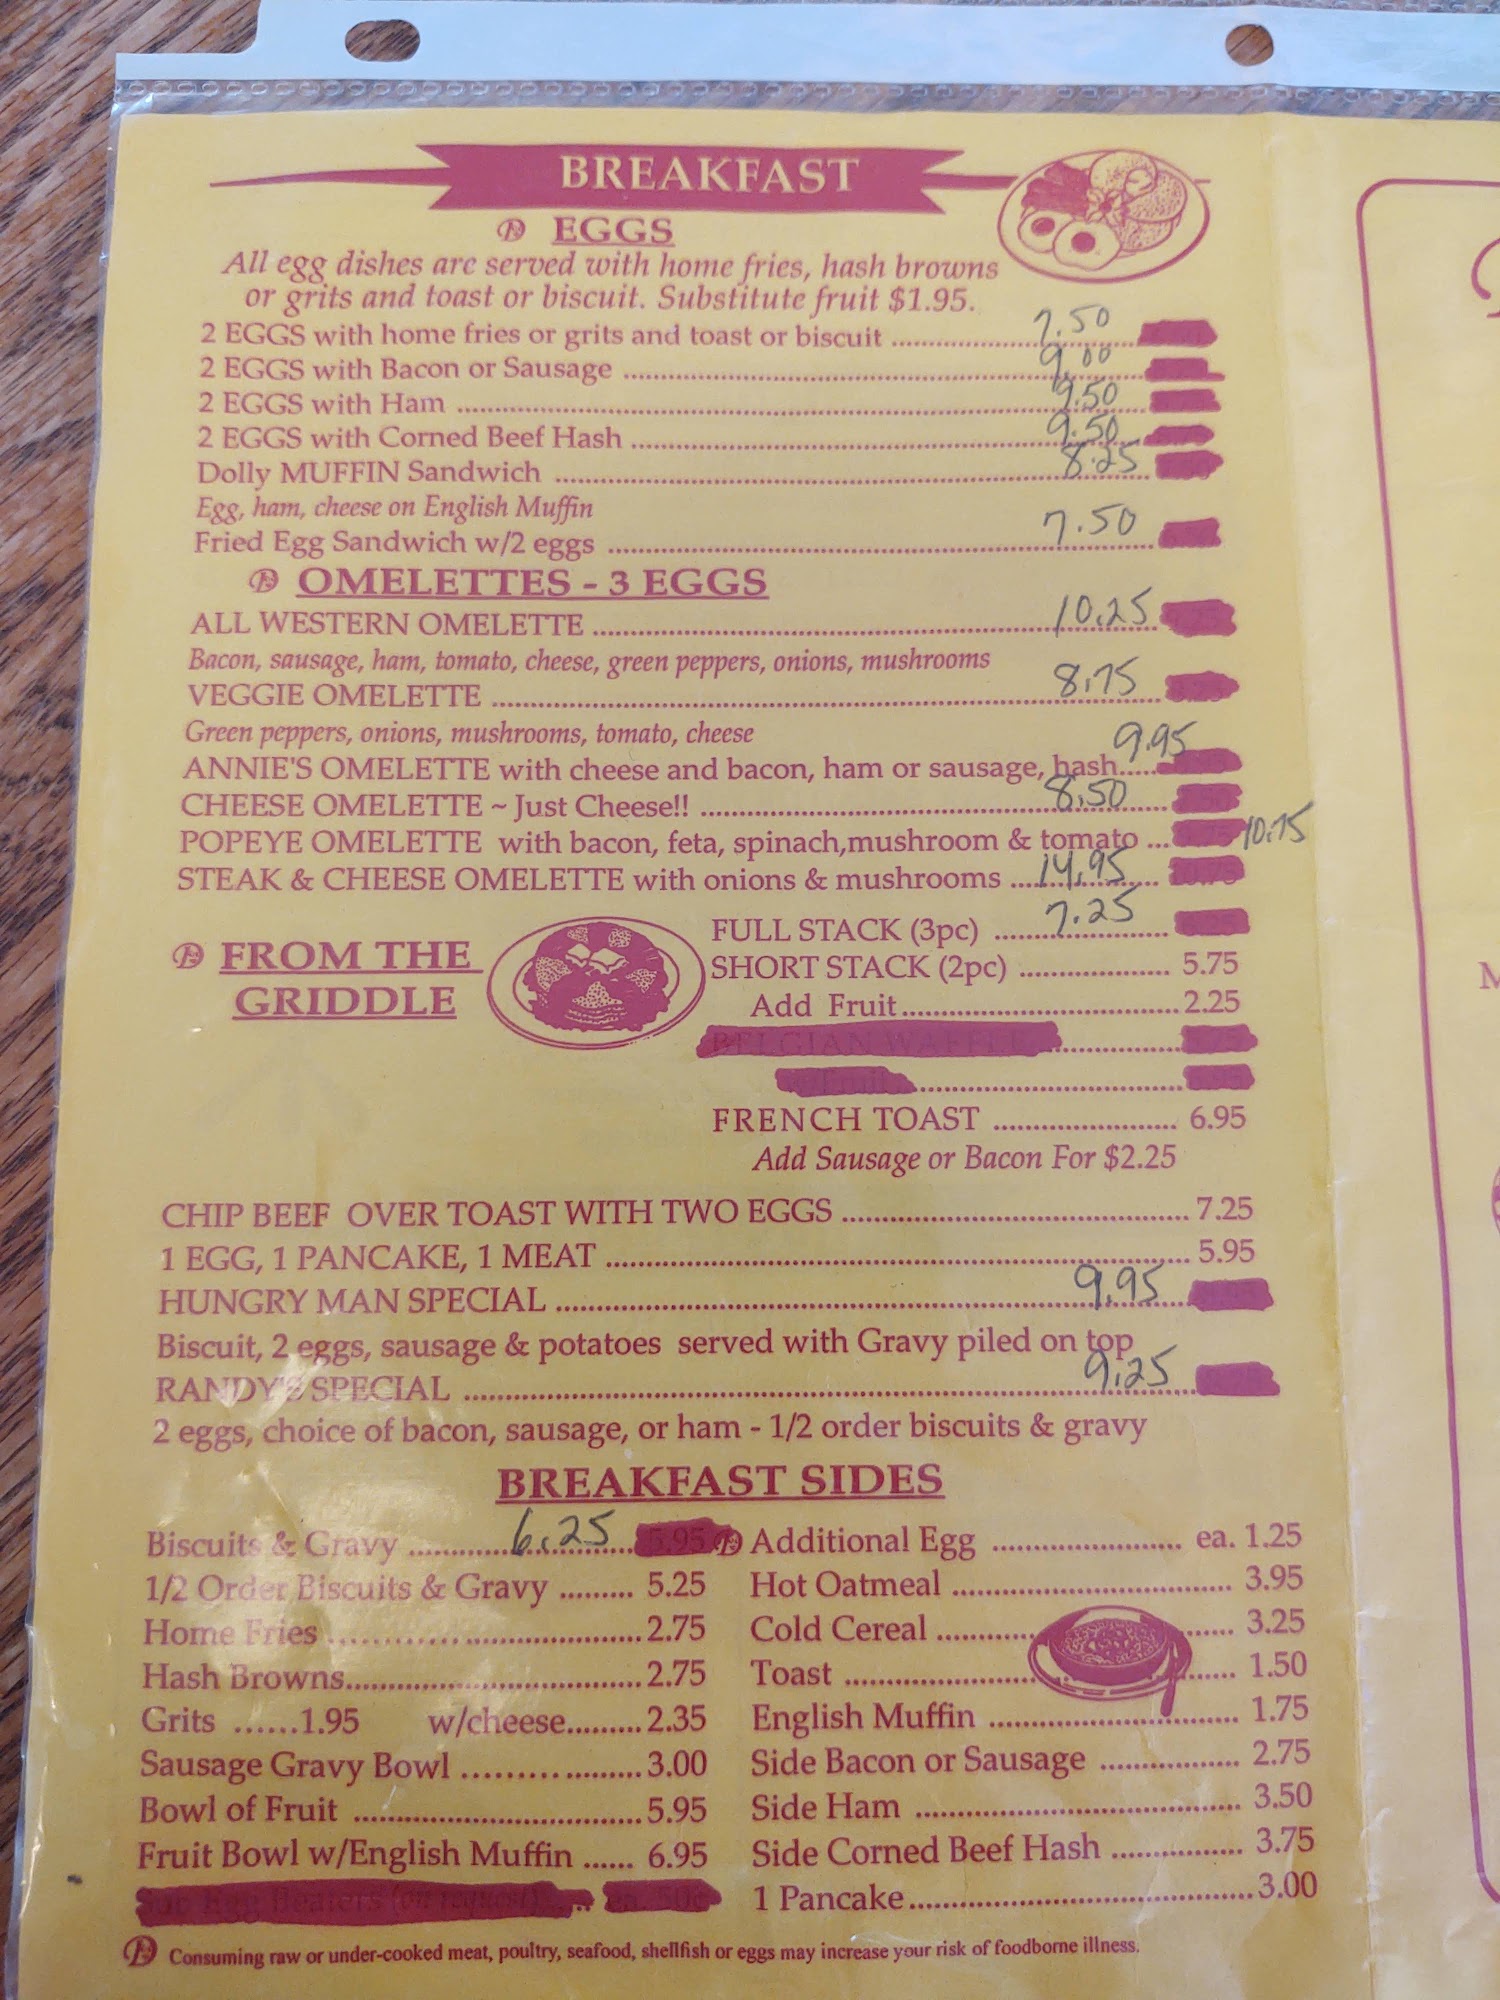 BREAKFAST
EGGS
All egg dishes are served with home fries, hash browns
or grits and toast or biscuit. Substitute fruit $1.95.
2 EGGS with home fries or grits and toast or biscuit ........ 7.50
2 EGGS with Bacon or Sausage ........ 9.00
2 EGGS with Ham ........ 9.50
2 EGGS with Corned Beef Hash ........ 9.50
Dolly MUFFIN Sandwich ........ 8.25
Egg, ham, cheese on English Muffin
Fried Egg Sandwich w/2 eggs ........ 7.50
OMELETTES - 3 EGGS
ALL WESTERN OMELETTE ........ 10.25
Bacon, sausage, ham, tomato, cheese, green peppers, onions, mushrooms
VEGGIE OMELETTE ........ 8.75
Green peppers, onions, mushrooms, tomato, cheese
ANNIE'S OMELETTE with cheese and bacon, ham or sausage, hash..... 9.95
CHEESE OMELETTE ~ Just Cheese!! ........ 8.50
POPEYE OMELETTE with bacon, feta, spinach,mushroom & tomato ... 10.75
STEAK & CHEESE OMELETTE with onions & mushrooms ........ 14.95
FROM THE
GRIDDLE
FULL STACK (3pc) ........ 7.25
SHORT STACK (2pc) ........ 5.75
Add Fruit........ 2.25
BELGIAN WAFFLE ........
FRENCH TOAST ........ 6.95
Add Sausage or Bacon For $2.25
CHIP BEEF OVER TOAST WITH TWO EGGS ........ 7.25
1 EGG, 1 PANCAKE, 1 MEAT ........ 5.95
HUNGRY MAN SPECIAL ........ 9.95
Biscuit, 2 eggs, sausage & potatoes served with Gravy piled on top
RANDY'S SPECIAL ........ 9.25
2 eggs, choice of bacon, sausage, or ham - 1/2 order biscuits & gravy
BREAKFAST SIDES
Biscuits & Gravy ........ 6.25 5.95
1/2 Order Biscuits & Gravy ........ 5.25
Home Fries ........ 2.75
Hash Browns........ 2.75
Grits ......1.95 w/cheese......... 2.35
Sausage Gravy Bowl ........ 3.00
Bowl of Fruit ........ 5.95
Fruit Bowl w/English Muffin ...... 6.95
Egg Beaters (on request) ... ea. 50¢
Additional Egg ........ ea. 1.25
Hot Oatmeal ........ 3.95
Cold Cereal ........ 3.25
Toast ........ 1.50
English Muffin ........ 1.75
Side Bacon or Sausage ........ 2.75
Side Ham ........ 3.50
Side Corned Beef Hash ........ 3.75
1 Pancake........ 3.00
Consuming raw or under-cooked meat, poultry, seafood, shellfish or eggs may increase your risk of foodborne illness.